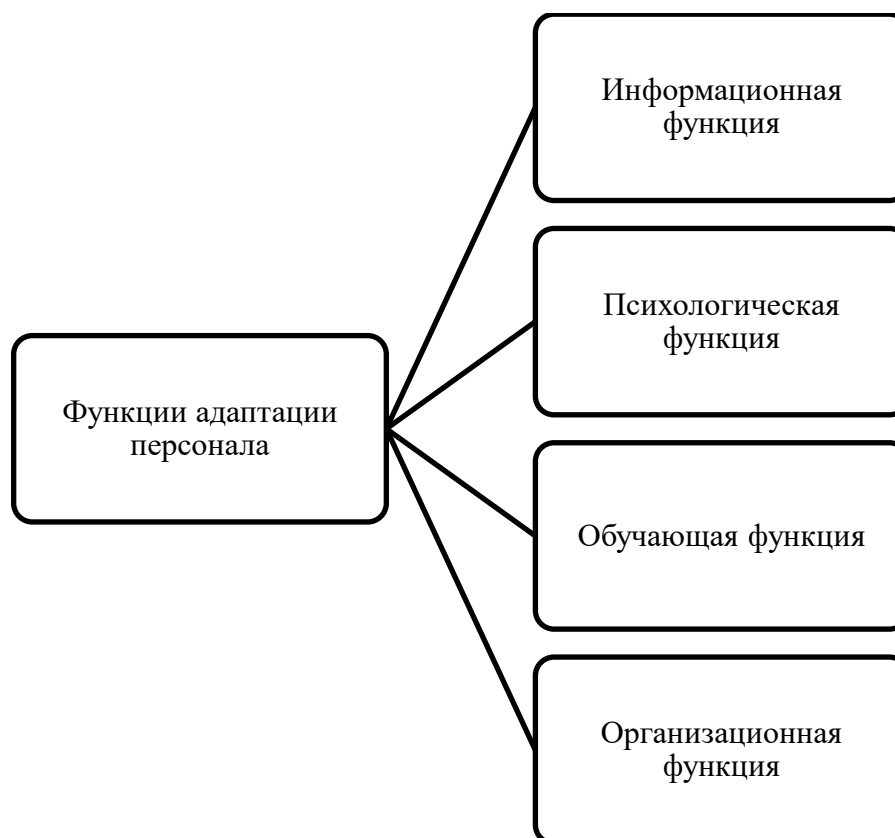 Информационная
функция
Психологическая
функция
Функции адаптации
персонала
Обучающая функция
Организационная
функция